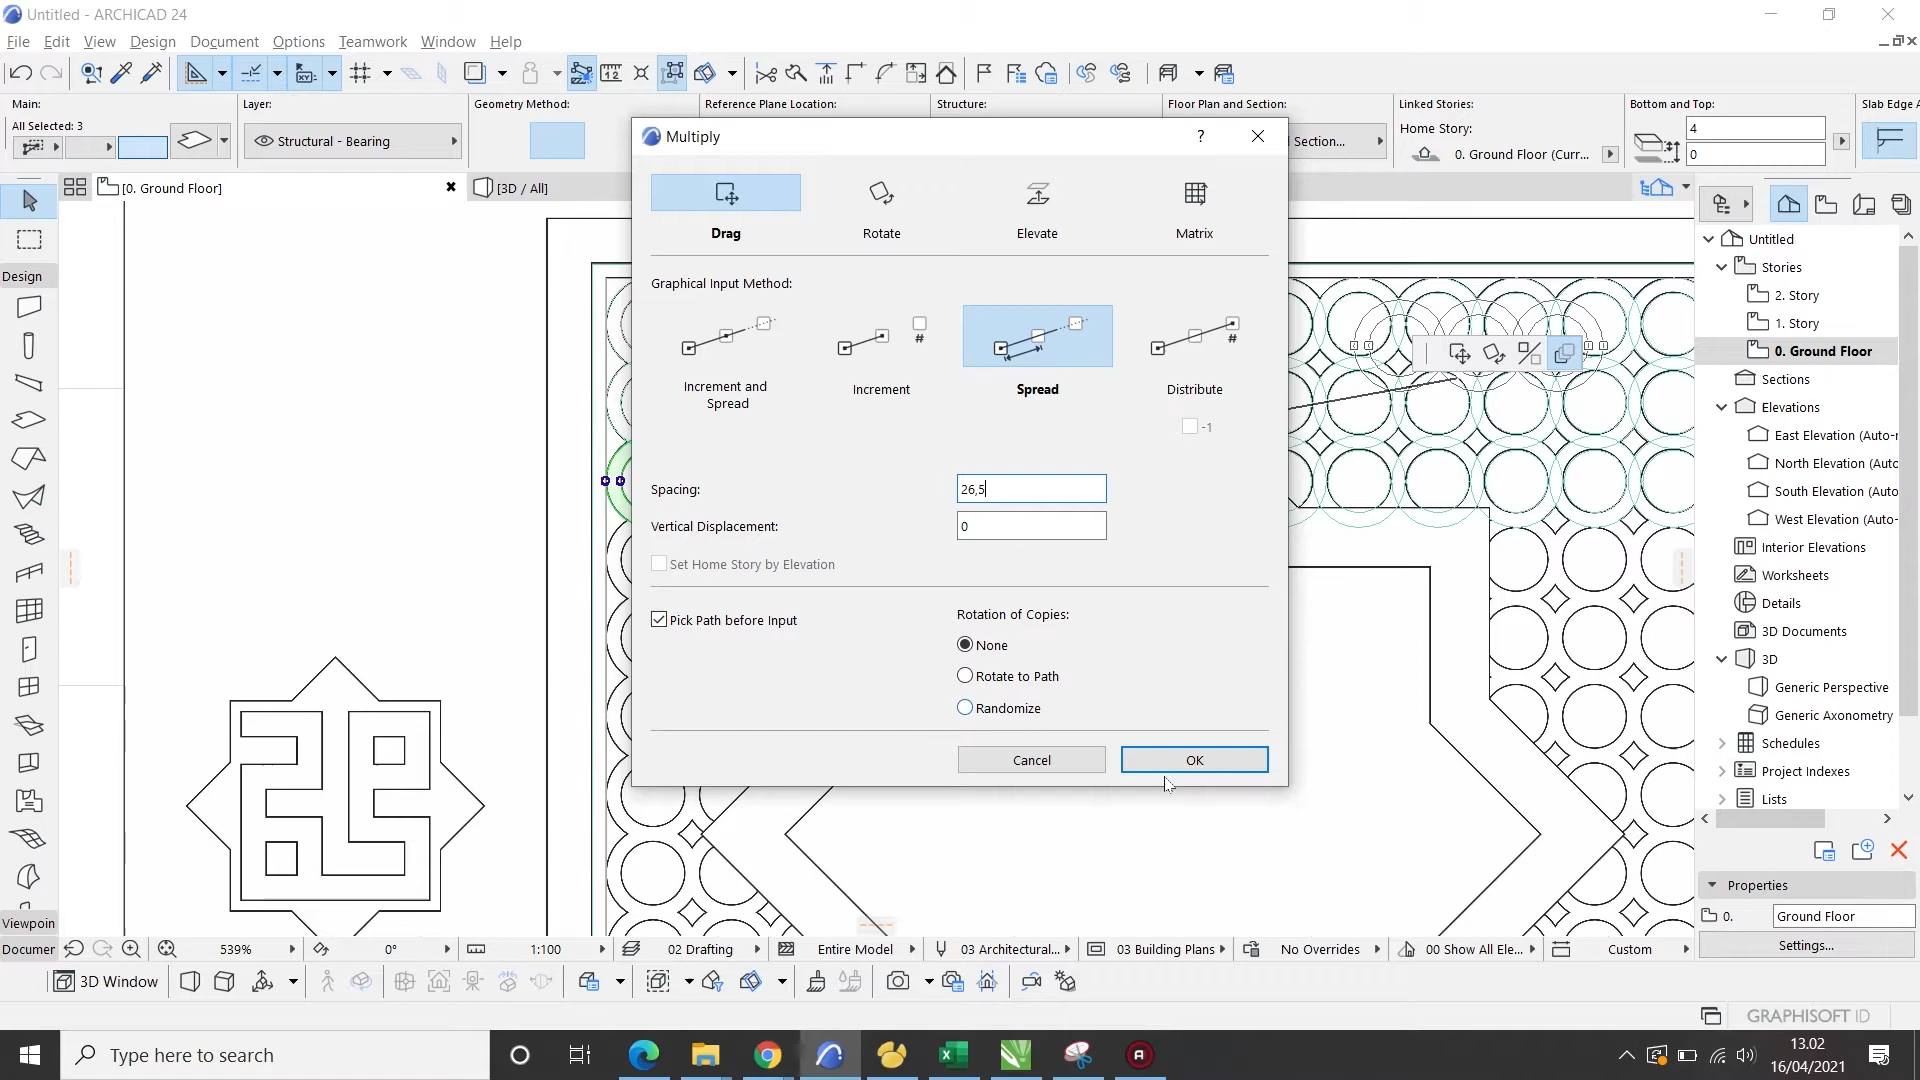 Untitled - ARCHICAD 24
File Edit View Design Document Options Teamwork Window Help
Main:
All Selected: 3
Layer:
Structural - Bearing
Geometry Method:
Reference Plane Location:
Structure:
Floor Plan and Section:
Section...
Linked Stories:
Home Story:
0. Ground Floor (Curr...
Bottom and Top:
4
0
Slab Edge A
[0. Ground Floor]
[3D / All]
Multiply
?
Drag
Rotate
Elevate
Matrix
Graphical Input Method:
Increment and
Spread
Increment
Spread
Distribute
-1
Spacing:
26,5
Vertical Displacement:
0
Set Home Story by Elevation
Pick Path before Input
Rotation of Copies:
None
Rotate to Path
Randomize
Cancel
OK
Design
Viewpoin
Documer
Untitled
Stories
2. Story
1. Story
0. Ground Floor
Sections
Elevations
East Elevation (Auto-r
North Elevation (Autc
South Elevation (Auto
West Elevation (Auto-
Interior Elevations
Worksheets
Details
3D Documents
3D
Generic Perspective
Generic Axonometry
Schedules
Project Indexes
Lists
Properties
0.
Ground Floor
Settings...
539%
0°
1:100
02 Drafting
Entire Model
03 Architectural...
03 Building Plans
No Overrides
00 Show All Ele...
Custom
3D Window
GRAPHISOFT ID
Type here to search
13.02
16/04/2021